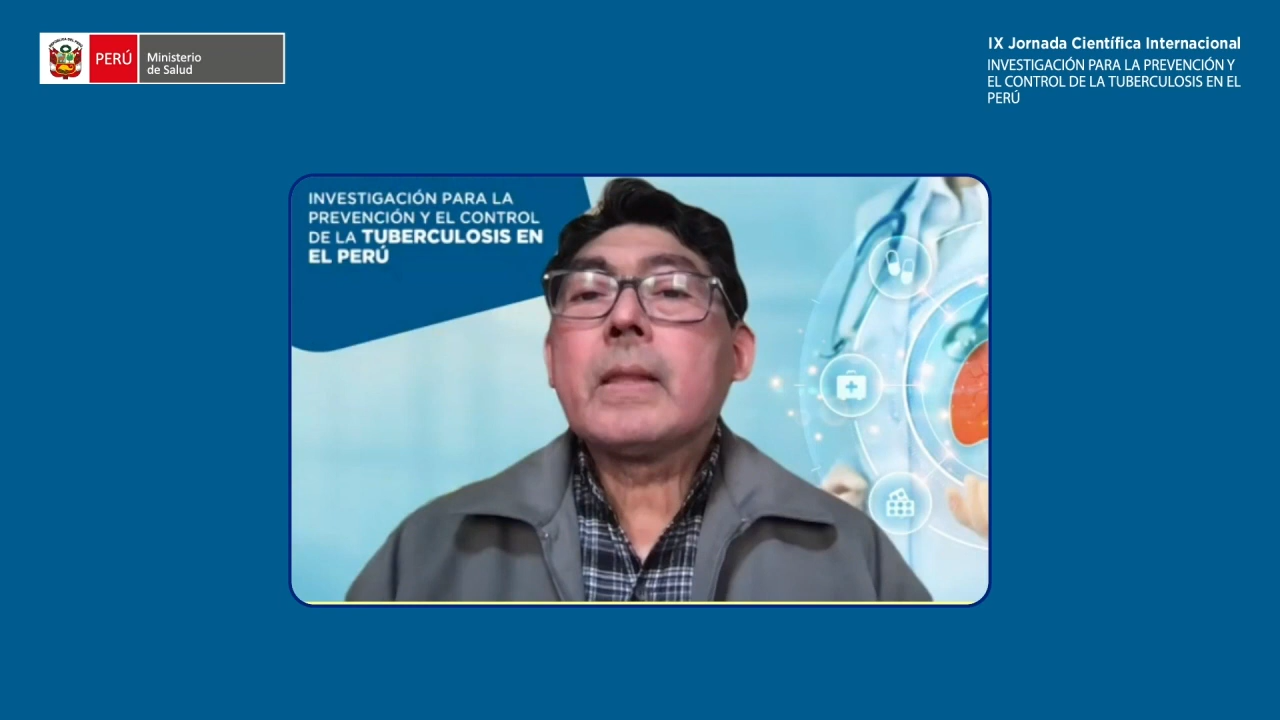 PERÚ
Ministerio
de Salud
IX Jornada Científica Internacional
INVESTIGACIÓN PARA LA PREVENCIÓN Y
EL CONTROL DE LA TUBERCULOSIS EN EL
PERÚ
INVESTIGACIÓN PARA LA
PREVENCIÓN Y EL CONTROL
DE LA TUBERCULOSIS EN
EL PERÚ